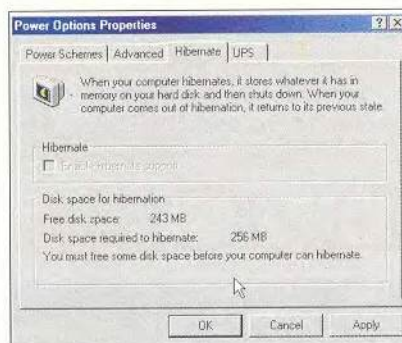 Power Options Properties
Power Schemes Advanced Hibernate UPS
When your computer hibernates, it stores whatever it has in
memory on your hard disk and then shuts down. When your
computer comes out of hibernation, it returns to its previous state.
Hibernate
Enable hibernate support
Disk space for hibernation
Free disk space: 243 MB
Disk space required to hibernate: 256 MB
You must free some disk space before your computer can hibernate.
OK Cancel Apply